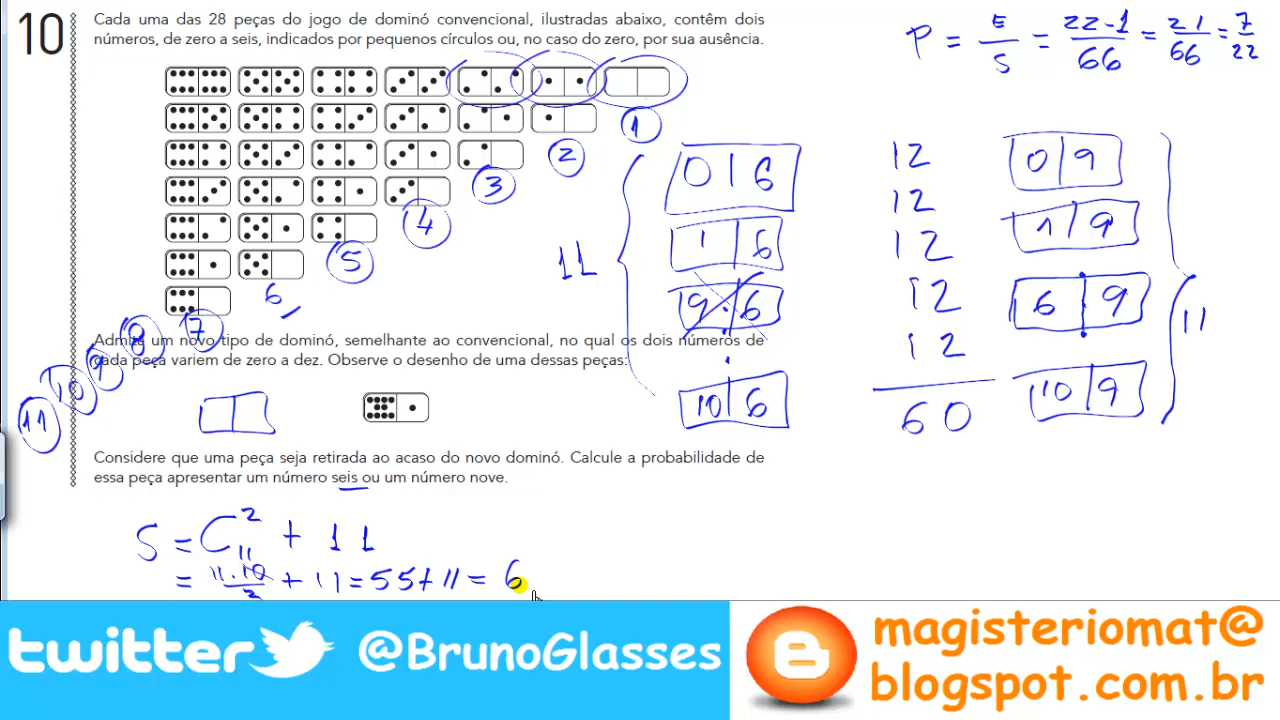 10
Cada uma das 28 peças do jogo de dominó convencional, ilustradas abaixo, contêm dois
números, de zero a seis, indicados por pequenos círculos ou, no caso do zero, por sua ausência.
P = E/S = 22-1/66 = 21/66 = 7/22
1
2
3
4
5
6
7
8
9
10
11
11
0 | 6
1 | 6
9 | 6
10 | 6
12
12
12
12
12
60
0 | 9
1 | 9
6 | 9
10 | 9
11
Admita um novo tipo de dominó, semelhante ao convencional, no qual os dois números de
cada peça variem de zero a dez. Observe o desenho de uma dessas peças:
Considere que uma peça seja retirada ao acaso do novo dominó. Calcule a probabilidade de
essa peça apresentar um número seis ou um número nove.
S = C²₁₁ + 11
= 11.10/2 + 11 = 55 + 11 = 6
twitter @BrunoGlasses
magisteriomat@
blogspot.com.br